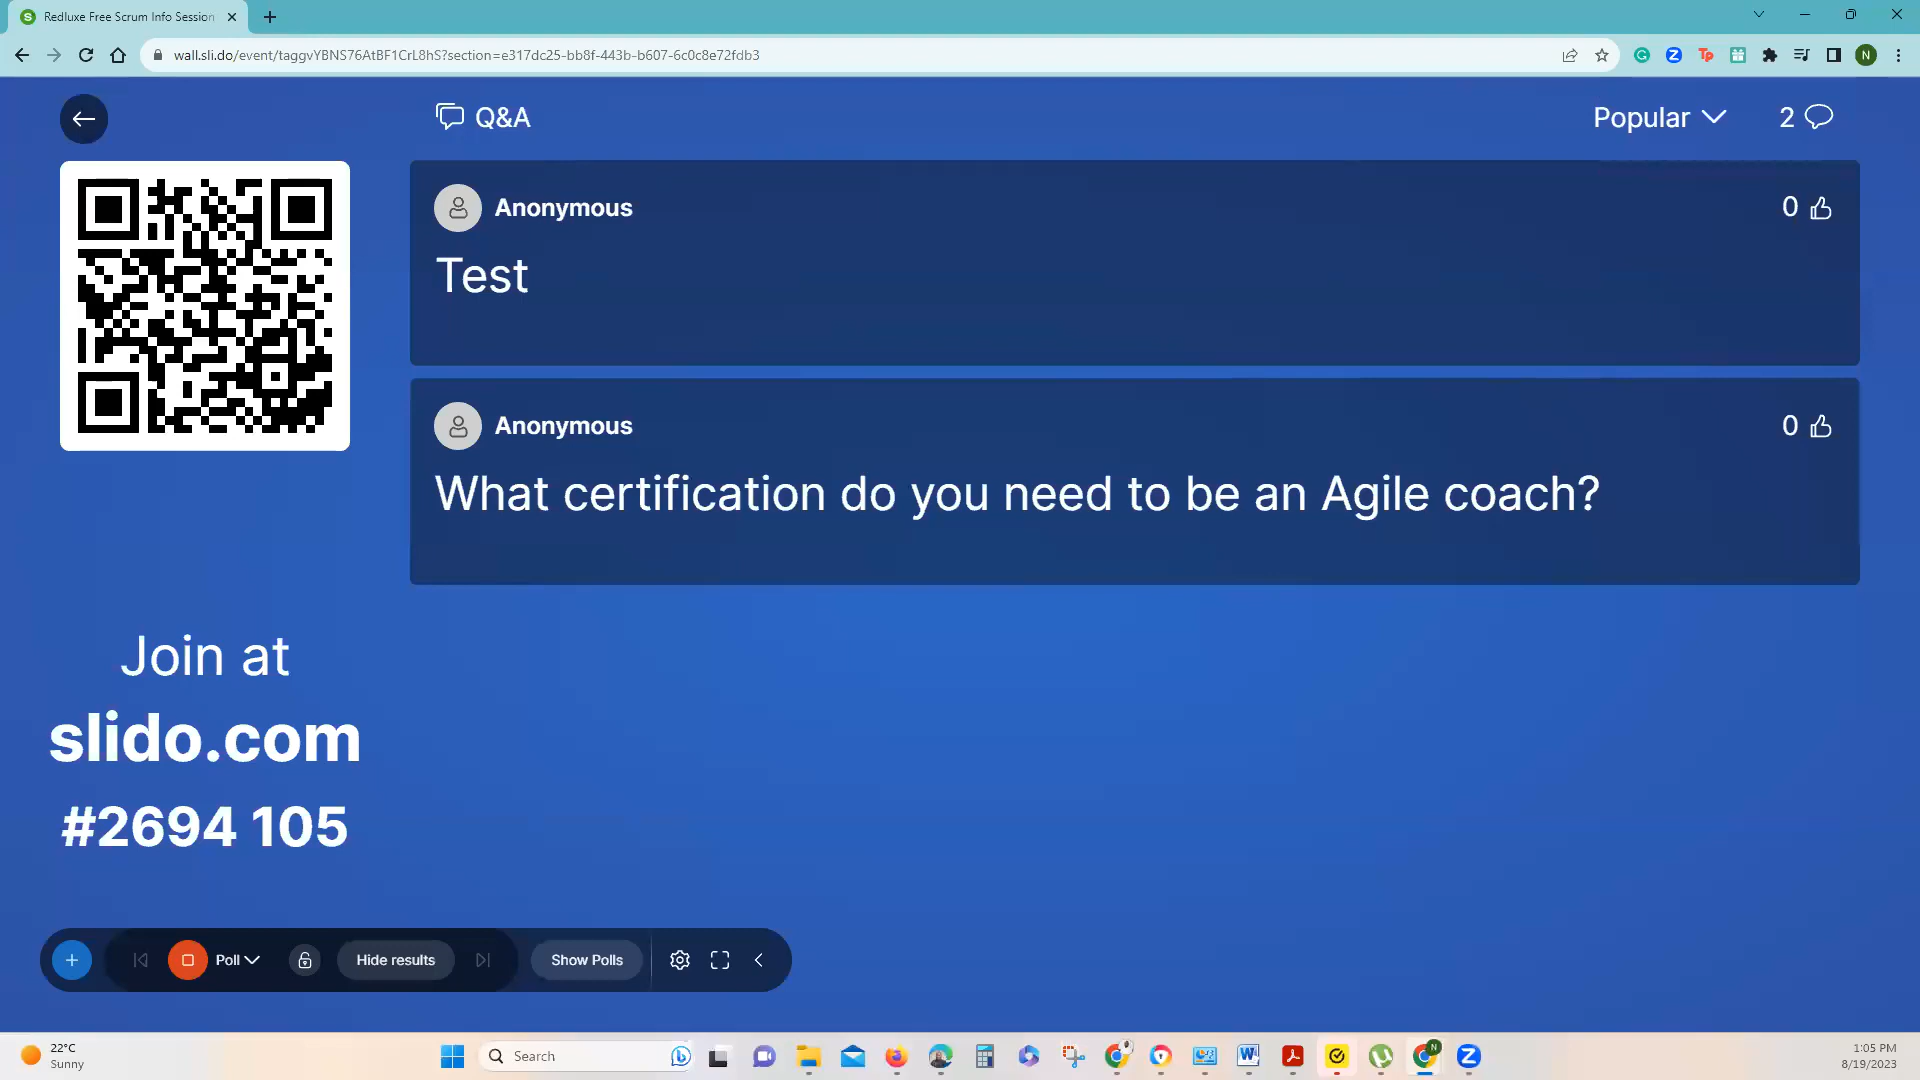 Redluxe Free Scrum Info Session
wall.sli.do/event/taggvYBNS76AtBF1CrL8hS?section=e317dc25-bb8f-443b-b607-6c0c8e72fdb3
N
Q&A
Popular
2
Anonymous
0
Test
Anonymous
0
What certification do you need to be an Agile coach?
Join at
slido.com
#2694 105
Poll
Hide results
Show Polls
22°C
Sunny
Search
1:05 PM
8/19/2023